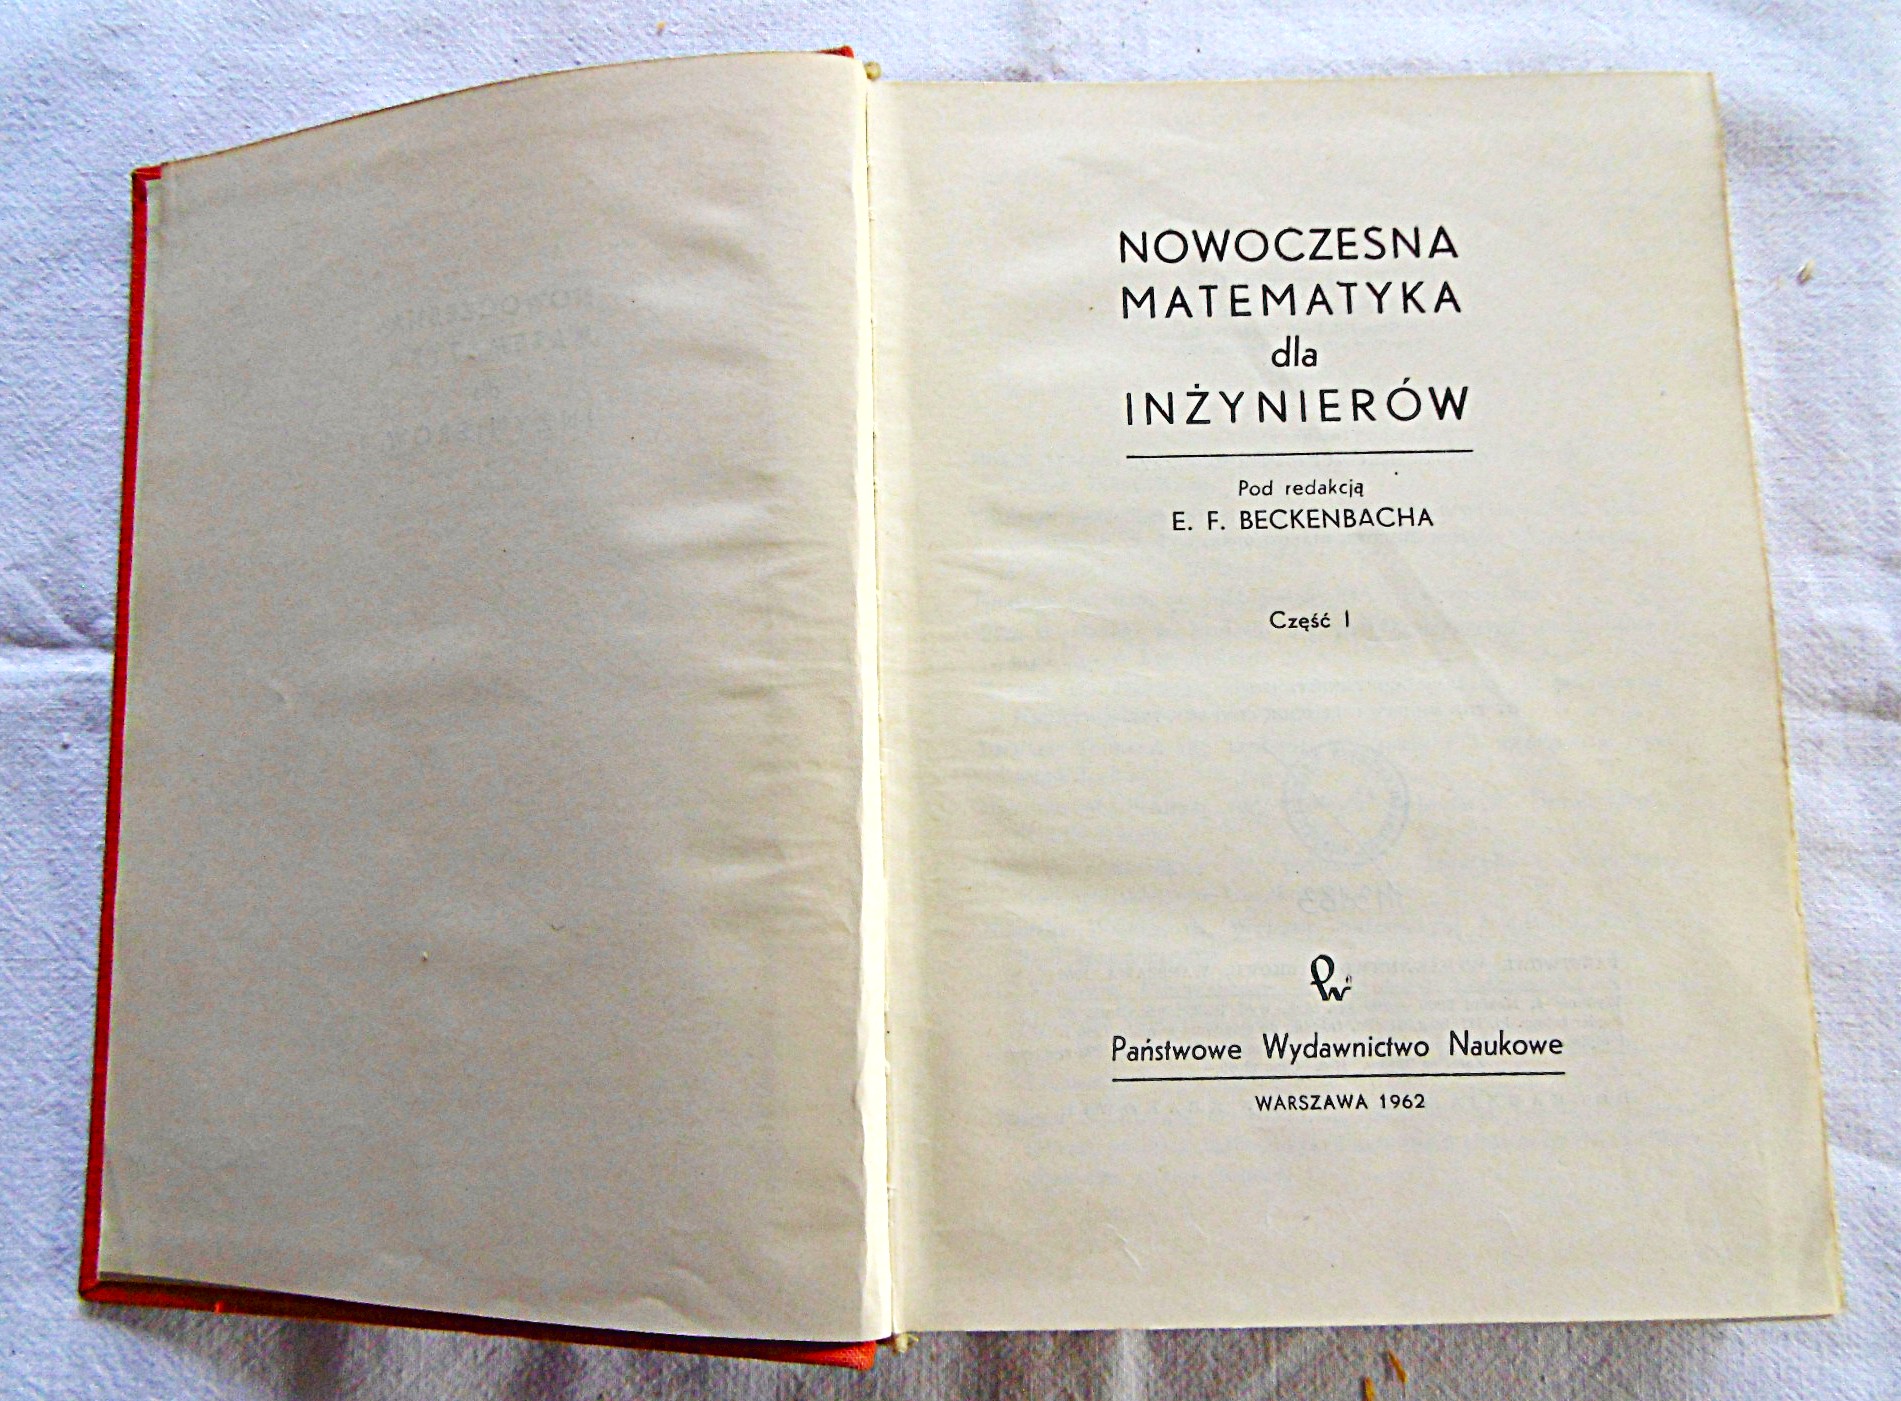 NOWOCZESNA
MATEMATYKA
dla
INŻYNIERÓW
Pod redakcją
E. F. BECKENBACHA
Część I
Państwowe Wydawnictwo Naukowe
WARSZAWA 1962